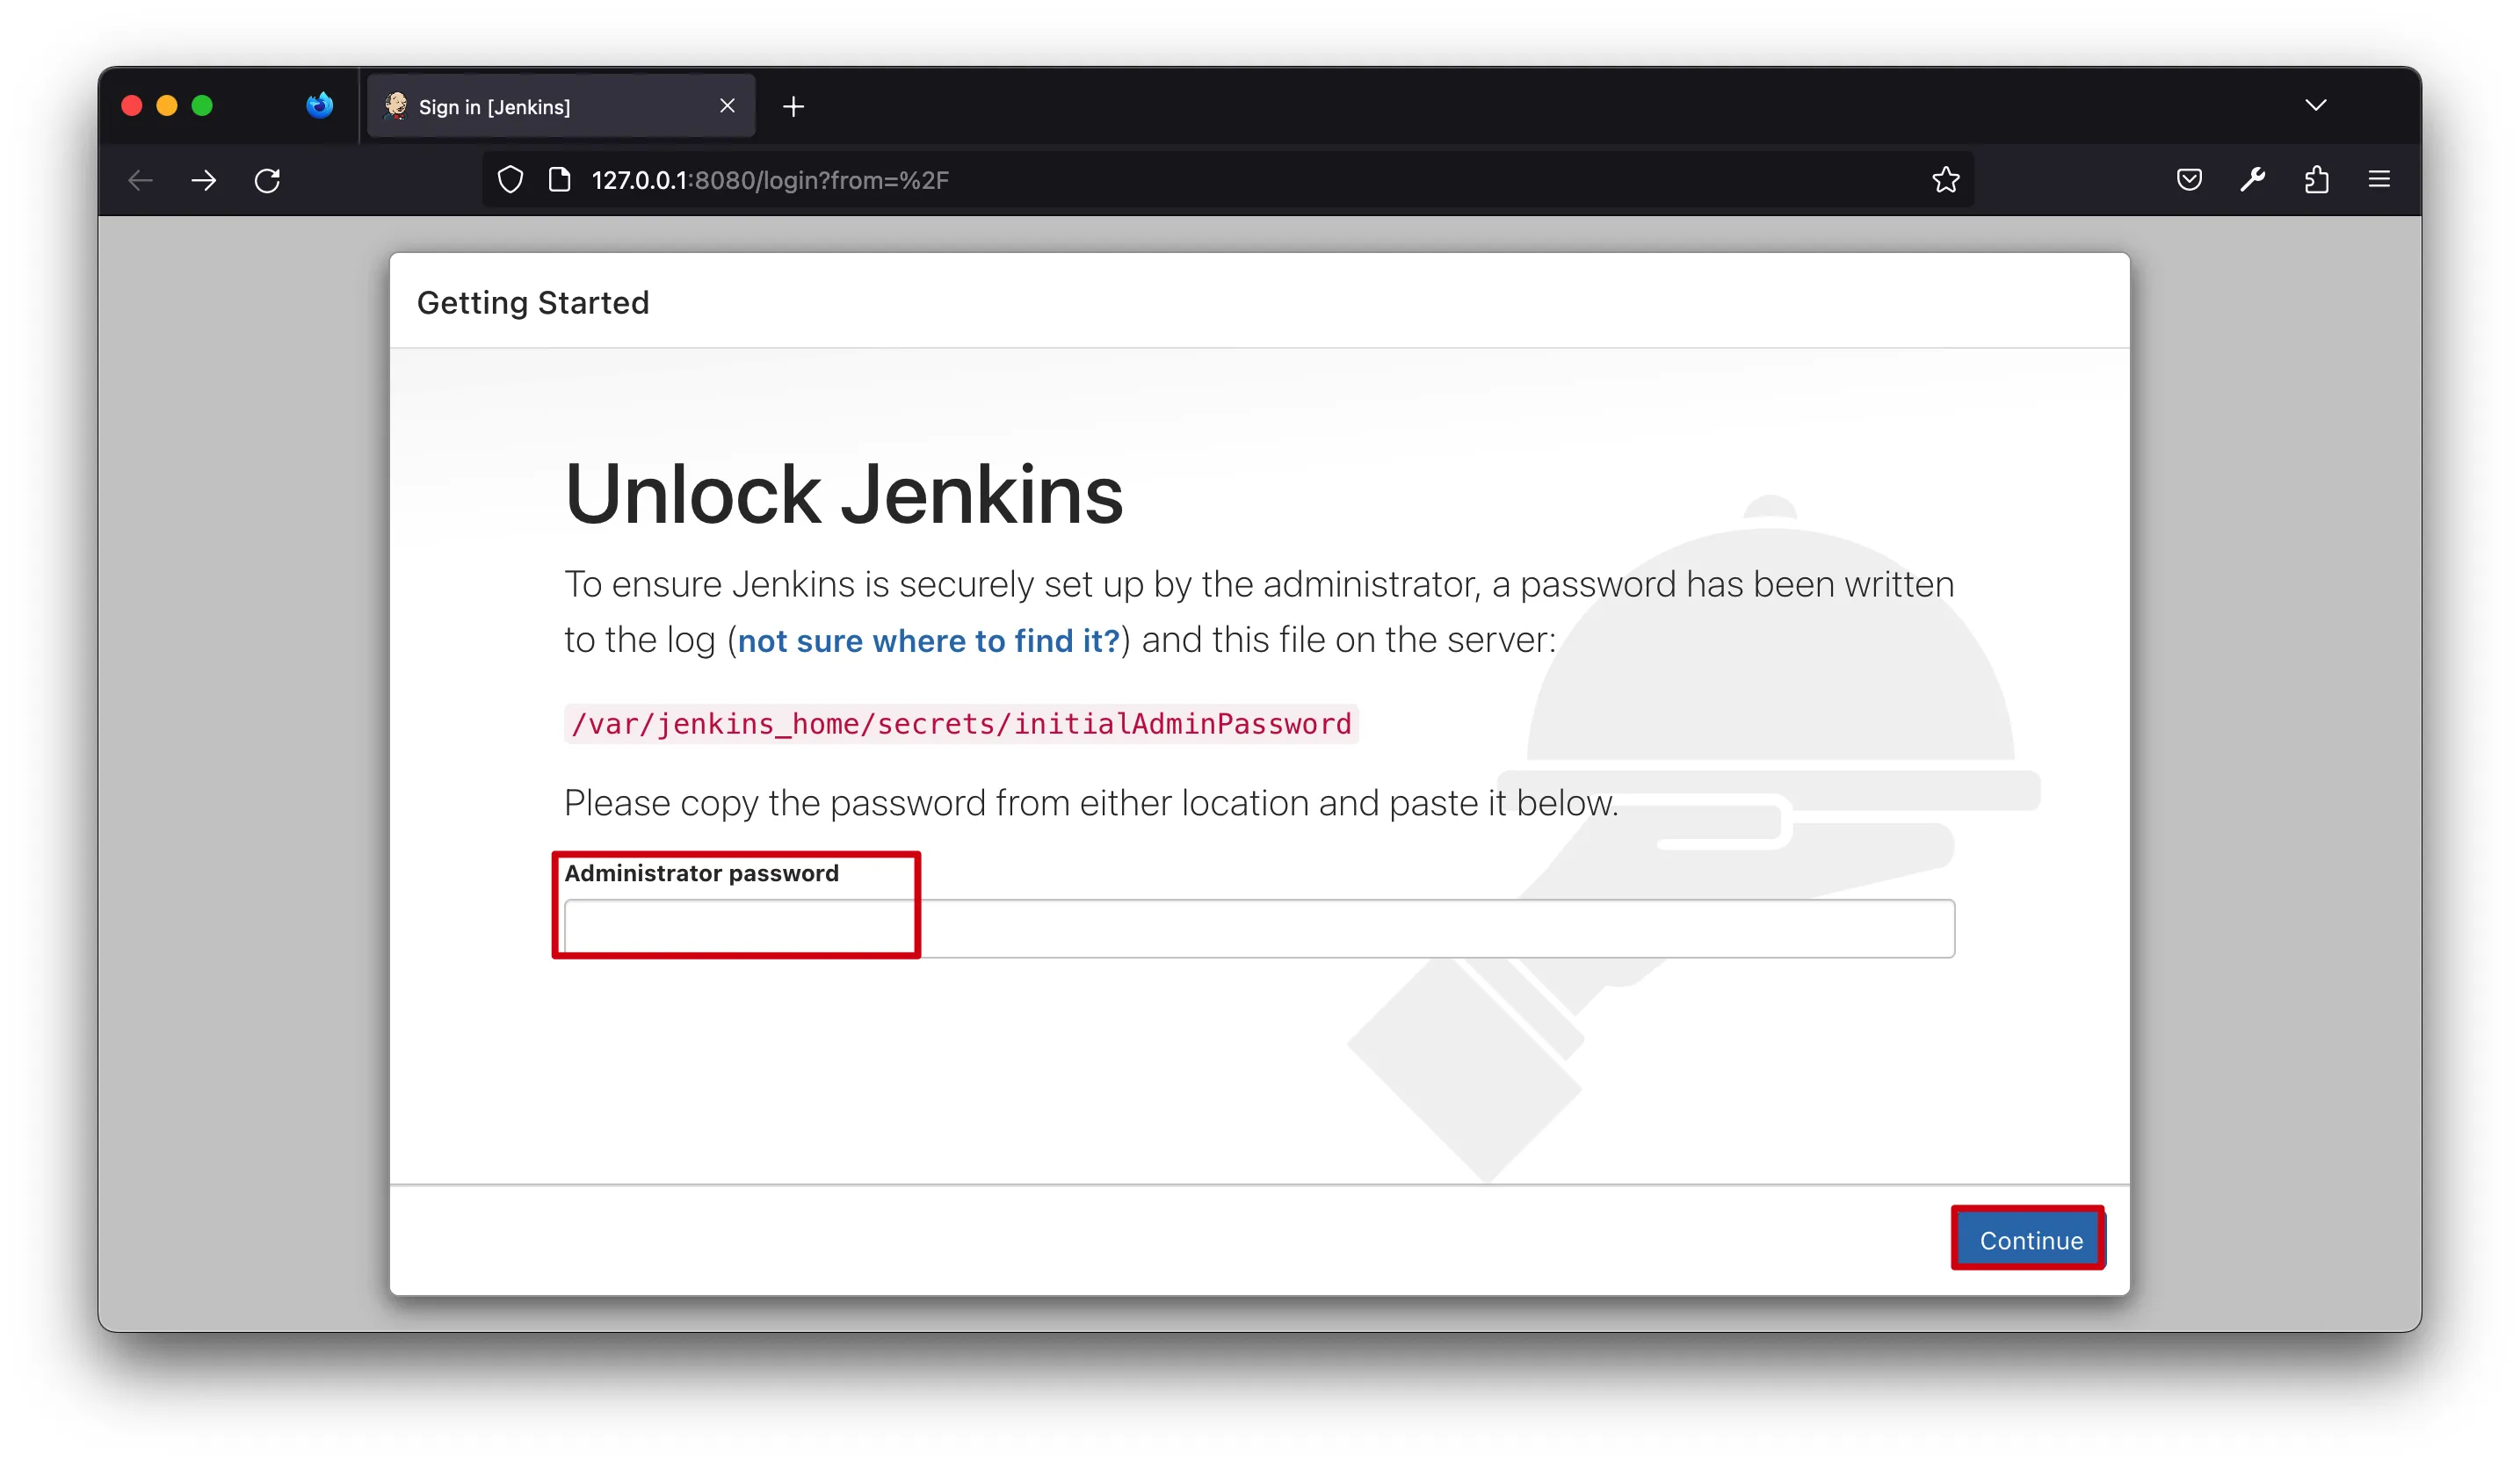 Sign in [Jenkins]
127.0.0.1:8080/login?from=%2F
Getting Started
Unlock Jenkins
To ensure Jenkins is securely set up by the administrator, a password has been written
to the log (not sure where to find it?) and this file on the server:
/var/jenkins_home/secrets/initialAdminPassword
Please copy the password from either location and paste it below.
Administrator password
Continue